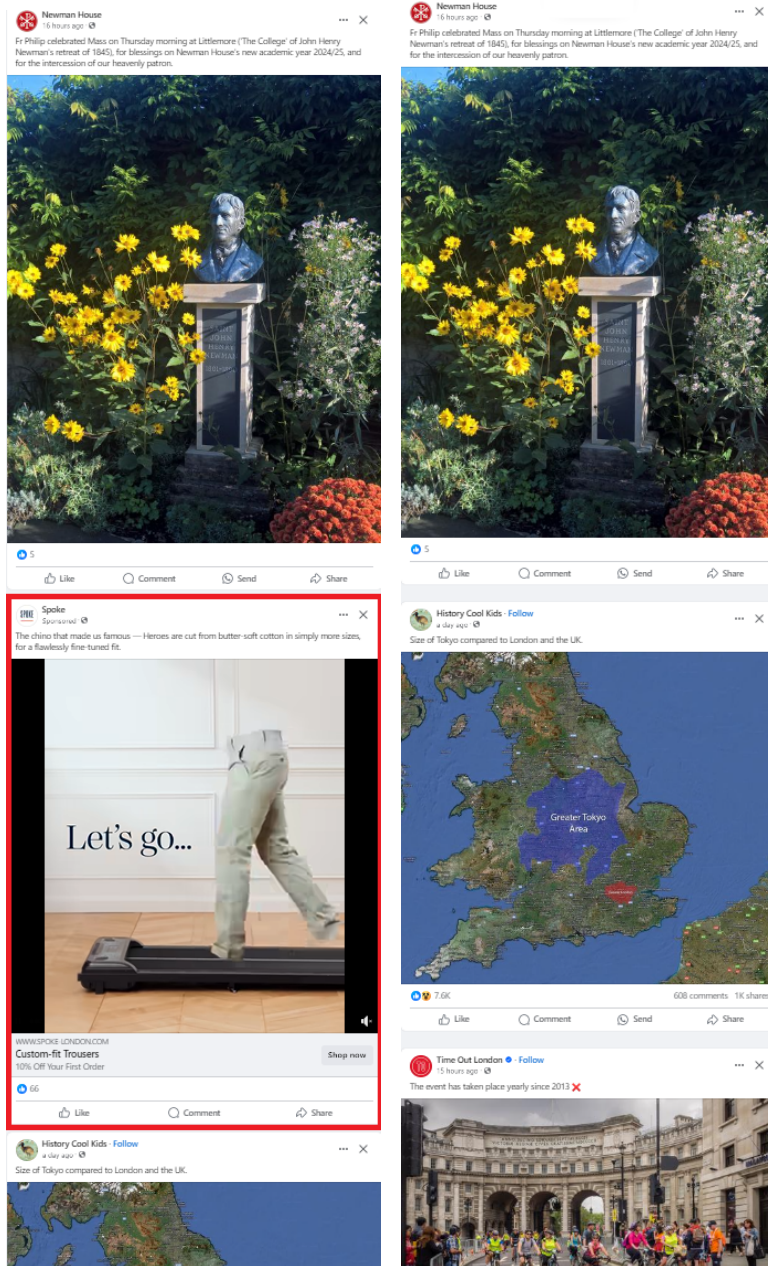 Newman House
16 hours ago
Fr Philip celebrated Mass on Thursday morning at Littlemore ('The College' of John Henry
Newman's retreat of 1845), for blessings on Newman House's new academic year 2024/25, and
for the intercession of our heavenly patron.
SAINT
JOHN
HENRY
NEWMAN
5
Like Comment Send Share
SPOKE
Spoke
Sponsored
The chino that made us famous — Heroes are cut from butter-soft cotton in simply more sizes,
for a flawlessly fine-tuned fit.
Let's go...
WWW.SPOKE-LONDON.COM
Custom-fit Trousers
10% Off Your First Order
Shop now
66
Like Comment Share
History Cool Kids · Follow
a day ago
Size of Tokyo compared to London and the UK.
Newman House
16 hours ago
Fr Philip celebrated Mass on Thursday morning at Littlemore ('The College' of John Henry
Newman's retreat of 1845), for blessings on Newman House's new academic year 2024/25, and
for the intercession of our heavenly patron.
SAINT
JOHN
HENRY
NEWMAN
5
Like Comment Send Share
History Cool Kids · Follow
a day ago
Size of Tokyo compared to London and the UK.
Greater Tokyo
Area
7.6K 608 comments 1K shares
Like Comment Send Share
Time Out London · Follow
15 hours ago
The event has taken place yearly since 2013 ❌